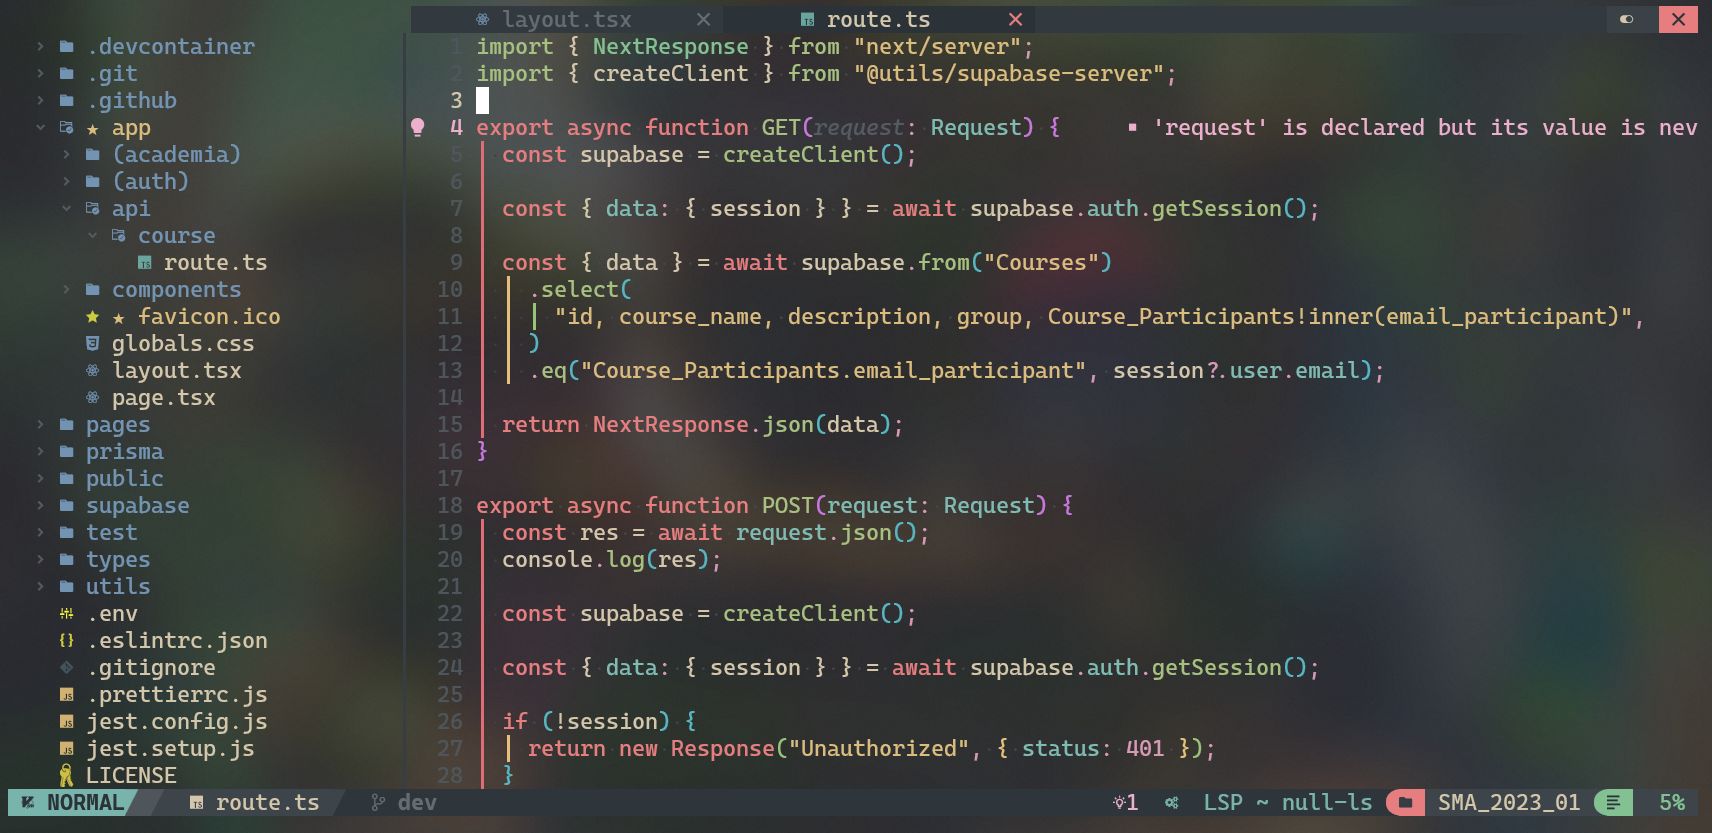 layout.tsx
route.ts
.devcontainer
.git
.github
app
(academia)
(auth)
api
course
route.ts
components
favicon.ico
globals.css
layout.tsx
page.tsx
pages
prisma
public
supabase
test
types
utils
.env
.eslintrc.json
.gitignore
.prettierrc.js
jest.config.js
jest.setup.js
LICENSE
1 import { NextResponse } from "next/server";
2 import { createClient } from "@utils/supabase-server";
3
4 export async function GET(request: Request) { ▪ 'request' is declared but its value is nev
5 const supabase = createClient();
6
7 const { data: { session } } = await supabase.auth.getSession();
8
9 const { data } = await supabase.from("Courses")
10 .select(
11 "id, course_name, description, group, Course_Participants!inner(email_participant)",
12 )
13 .eq("Course_Participants.email_participant", session?.user.email);
14
15 return NextResponse.json(data);
16 }
17
18 export async function POST(request: Request) {
19 const res = await request.json();
20 console.log(res);
21
22 const supabase = createClient();
23
24 const { data: { session } } = await supabase.auth.getSession();
25
26 if (!session) {
27 return new Response("Unauthorized", { status: 401 });
28 }
NORMAL route.ts dev 1 LSP ~ null-ls SMA_2023_01 5%